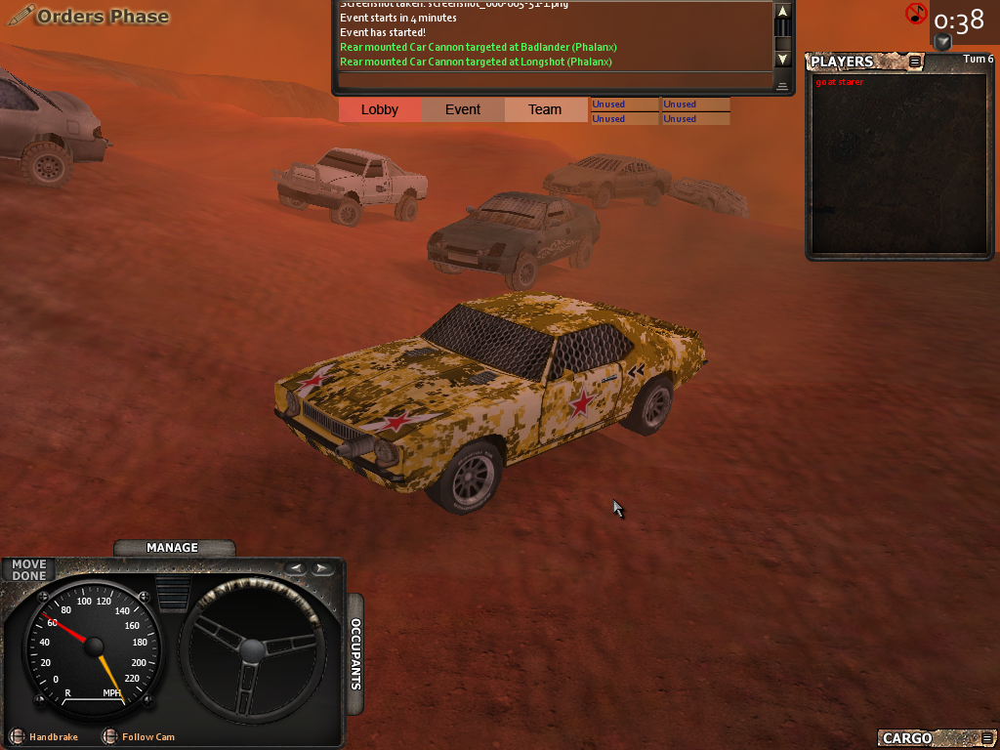 Orders Phase
Screenshot taken: screenshot_
Event starts in 4 minutes
Event has started!
Rear mounted Car Cannon targeted at Badlander (Phalanx)
Rear mounted Car Cannon targeted at Longshot (Phalanx)
0:38
PLAYERS
Turn 6
goat starer
Lobby Event Team
Unused Unused
Unused Unused
MANAGE
MOVE
DONE
100 120
80 140
60 160
40 180
20 200
0 220
R MPH
OCCUPANTS
Handbrake Follow Cam
CARGO